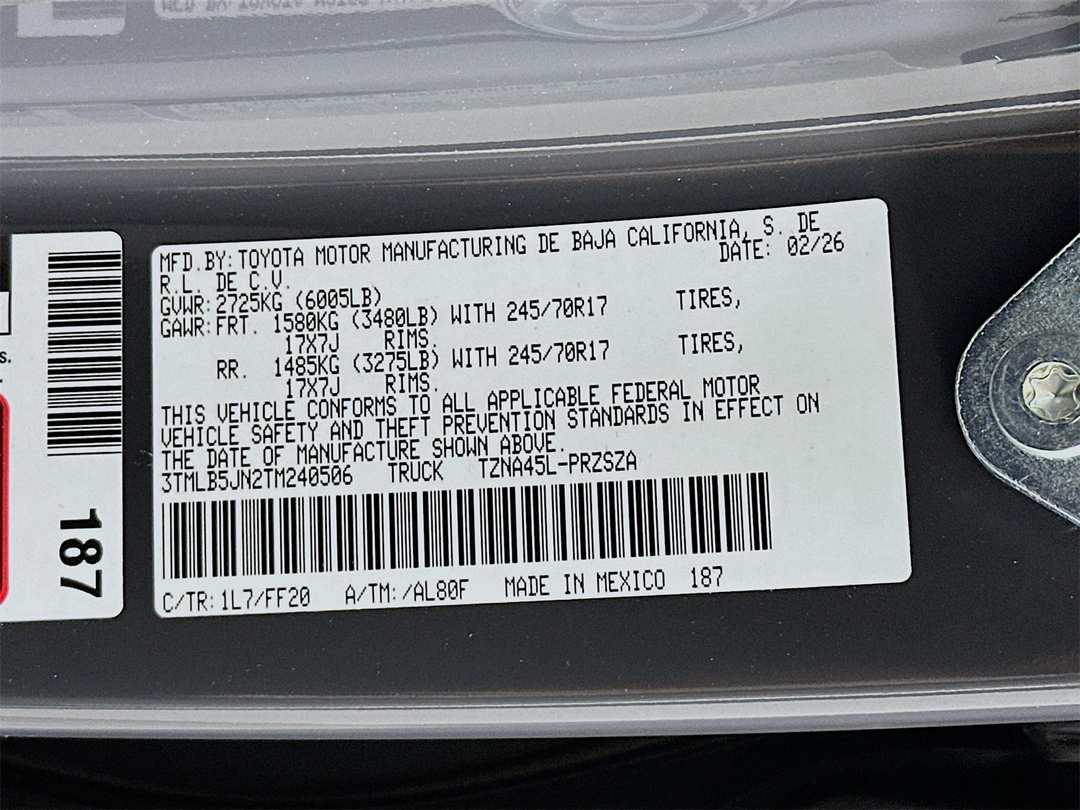 MFD.BY: TOYOTA MOTOR MANUFACTURING DE BAJA CALIFORNIA, S. DE
R.L. DE C.V. DATE: 02/26
GVWR: 2725KG (6005LB)
GAWR: FRT. 1580KG (3480LB) WITH 245/70R17 TIRES,
17X7J RIMS.
RR. 1485KG (3275LB) WITH 245/70R17 TIRES,
17X7J RIMS.
THIS VEHICLE CONFORMS TO ALL APPLICABLE FEDERAL MOTOR
VEHICLE SAFETY AND THEFT PREVENTION STANDARDS IN EFFECT ON
THE DATE OF MANUFACTURE SHOWN ABOVE.
3TMLB5JN2TM240506 TRUCK TZNA45L-PRZSZA
C/TR: 1L7/FF20 A/TM: /AL80F MADE IN MEXICO 187
187